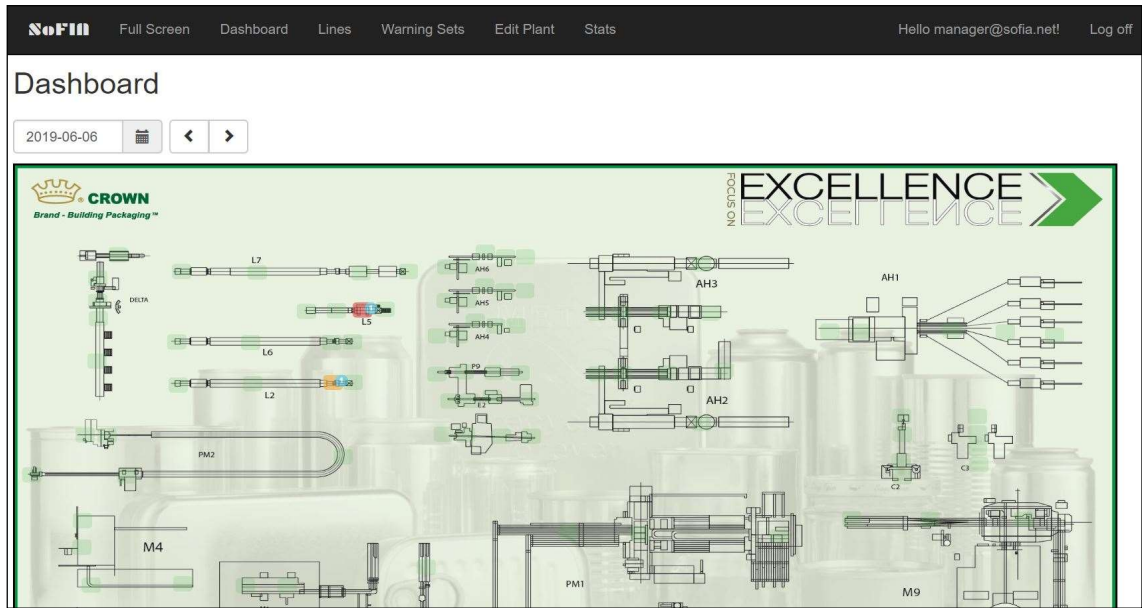 SoFIA Full Screen Dashboard Lines Warning Sets Edit Plant Stats Hello manager@sofia.net! Log off
Dashboard
2019-06-06
CROWN
Brand - Building Packaging™
FOCUS ON
EXCELLENCE
EXCELLENCE
L7
AH6
AH3
AH1
DELTA
AH5
L5
AH4
L6
P9
L2
E2
AH2
PM2
C2
C3
M4
PM1
M9